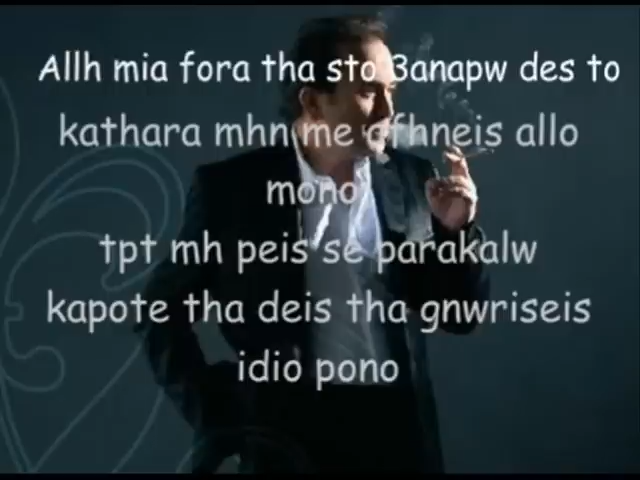 Allh mia fora tha sto 3anapw des to
kathara mhn me afhneis allo
mono
tpt mh peis se parakalw
kapote tha deis tha gnwriseis
idio pono